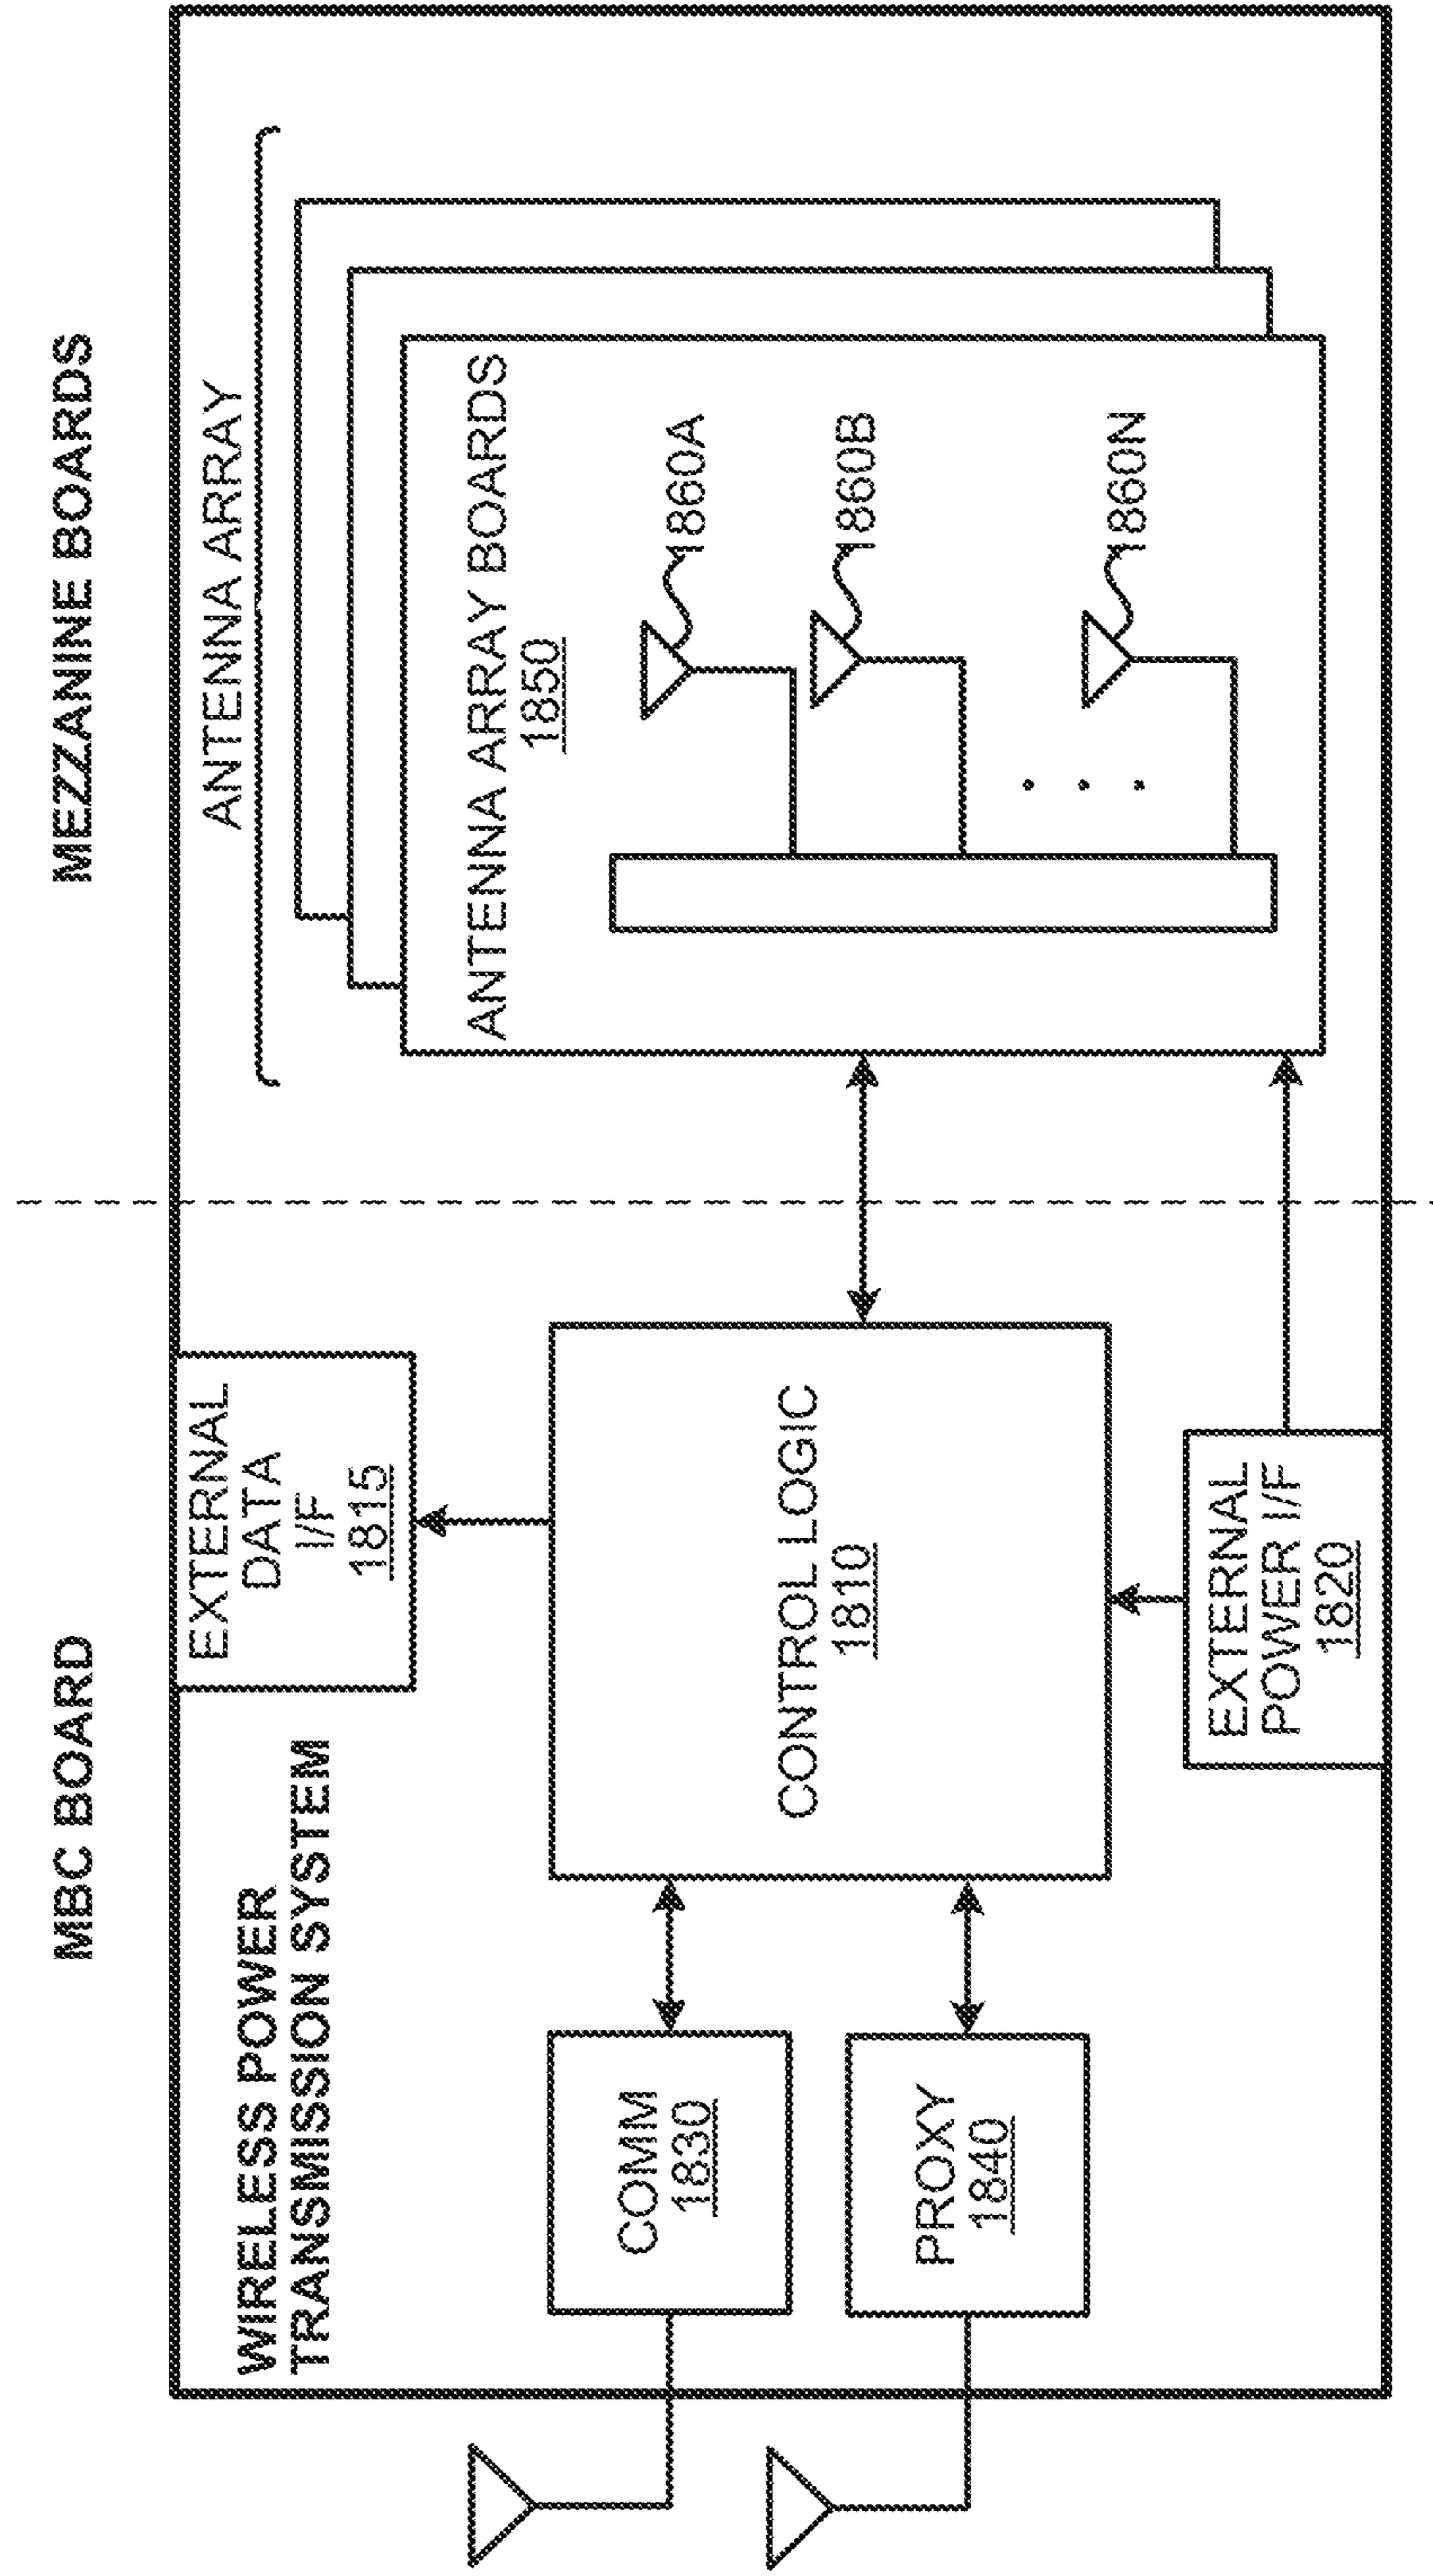 MBC BOARD
MEZZANINE BOARDS
WIRELESS POWER
TRANSMISSION SYSTEM
EXTERNAL
DATA
I/F
1815
ANTENNA ARRAY
COMM
1830
PROXY
1840
CONTROL LOGIC
1810
EXTERNAL
POWER I/F
1820
ANTENNA ARRAY BOARDS
1850
1860A
1860B
1860N